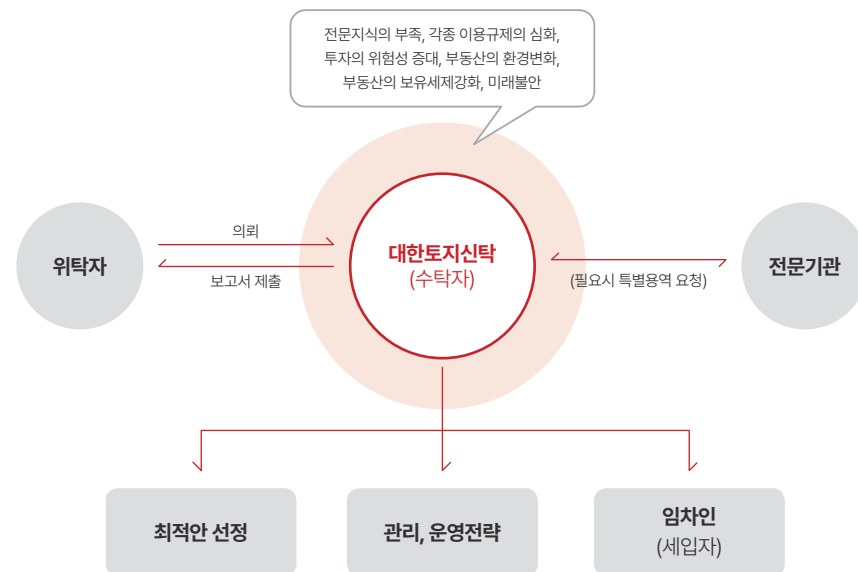 전문지식의 부족, 각종 이용규제의 심화,
투자의 위험성 증대, 부동산의 환경변화,
부동산의 보유세제강화, 미래불안
위탁자
의뢰
보고서 제출
대한토지신탁
(수탁자)
(필요시 특별용역 요청)
전문기관
최적안 선정
관리, 운영전략
임차인
(세입자)